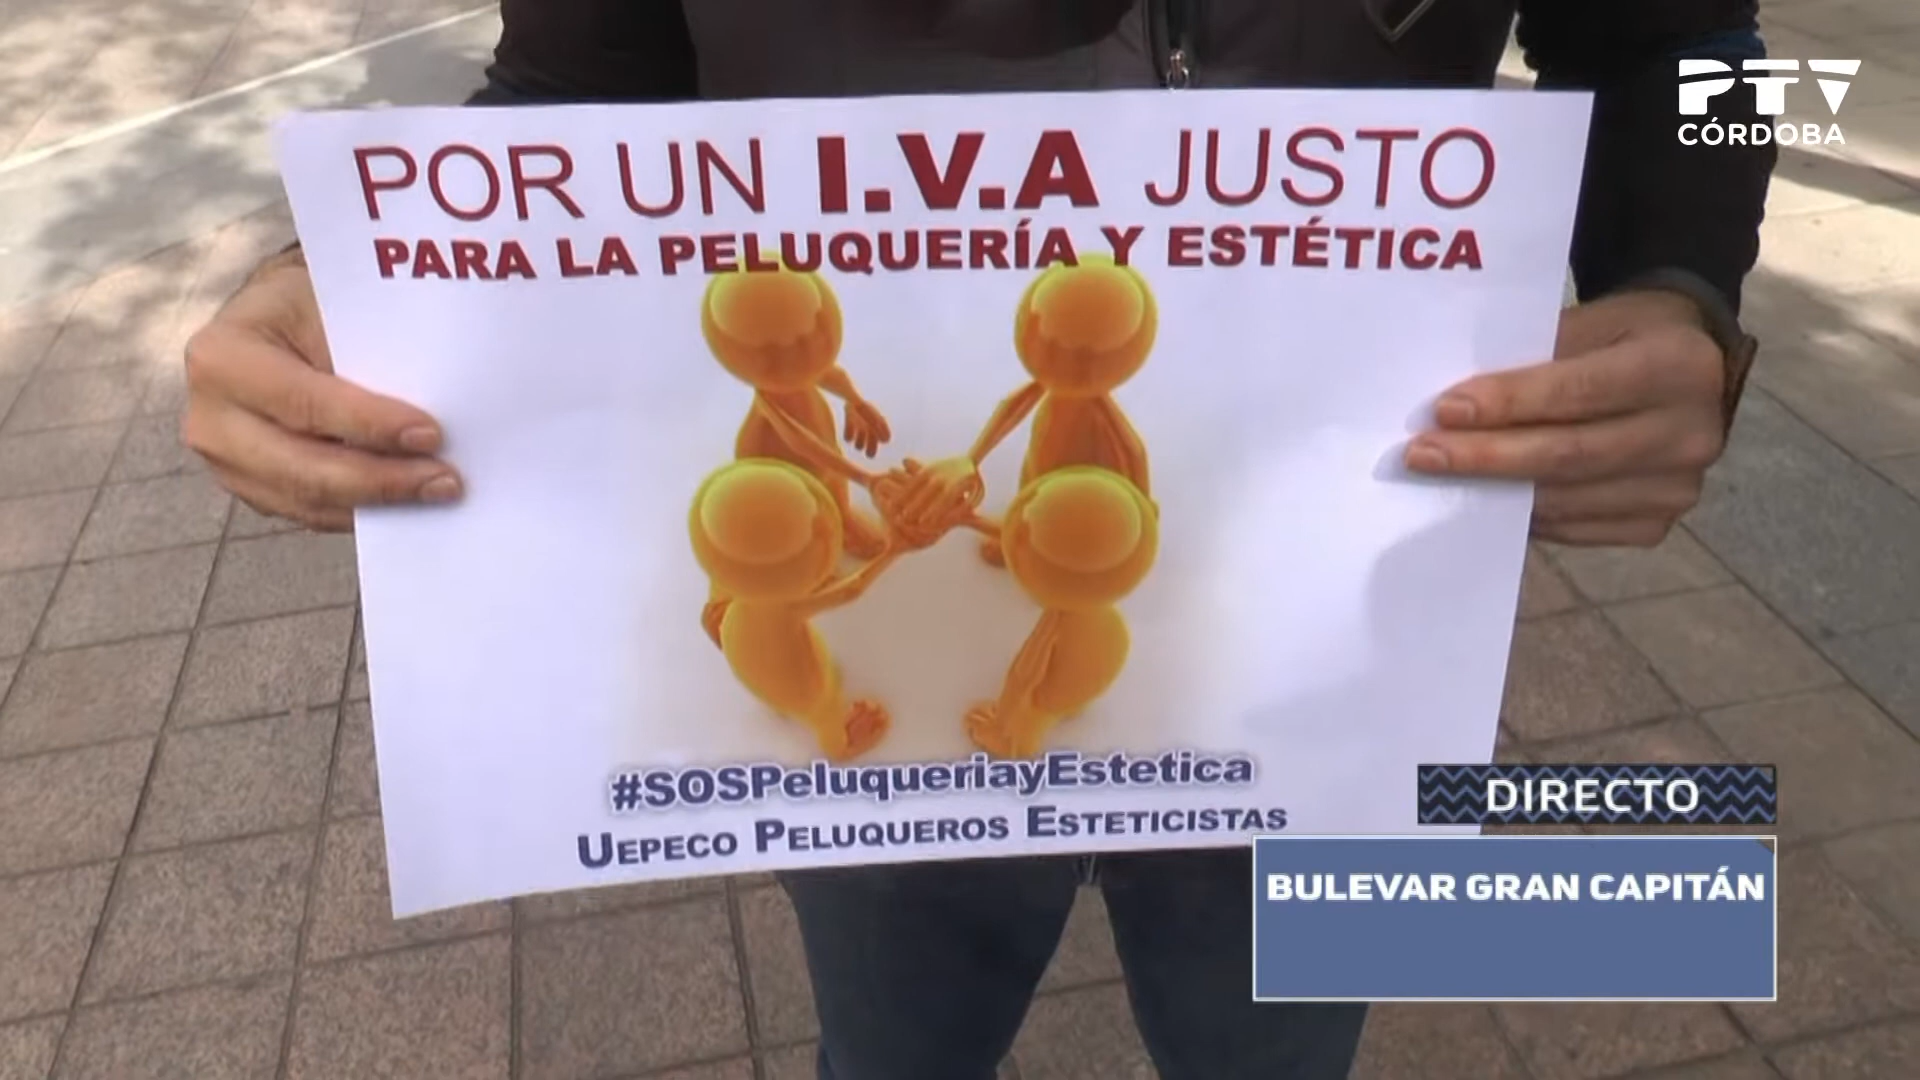 PTV
CÓRDOBA
POR UN I.V.A JUSTO
PARA LA PELUQUERÍA Y ESTÉTICA
#SOSPeluqueriayEstetica
UEPECO PELUQUEROS ESTETICISTAS
DIRECTO
BULEVAR GRAN CAPITÁN